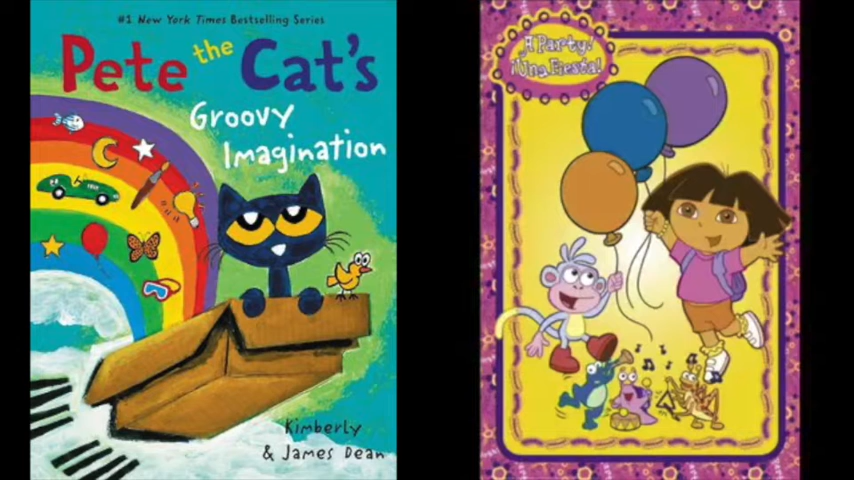 #1 New York Times Bestselling Series
Pete the Cat's
Groovy
Imagination
Kimberly
& James Dean
A Party!
¡Una Fiesta!